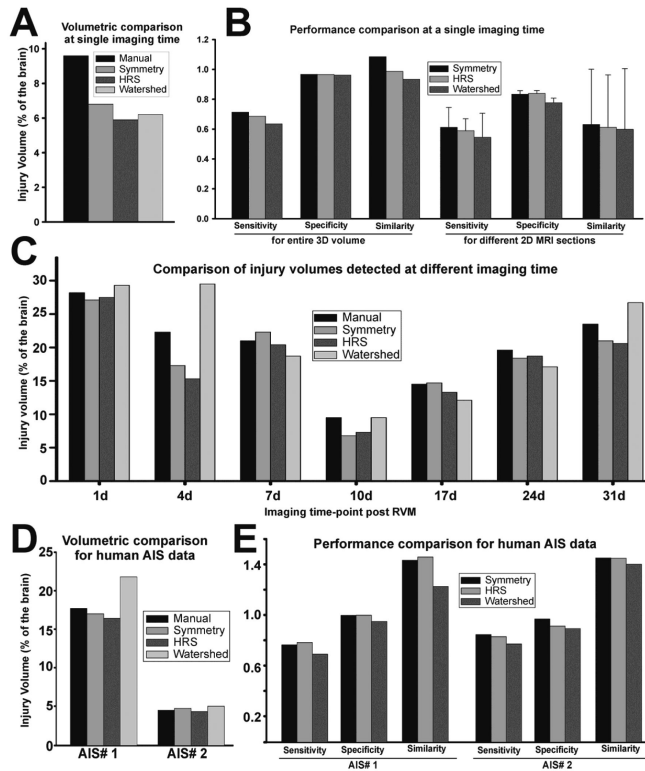 A
Volumetric comparison
at single imaging time
Injury Volume (% of the brain)
10
8
6
4
2
0
Manual
Symmetry
HRS
Watershed
B
Performance comparison at a single imaging time
1.2
1.0
0.8
0.6
0.4
0.2
0.0
Symmetry
HRS
Watershed
Sensitivity Specificity Similarity Sensitivity Specificity Similarity
for entire 3D volume for different 2D MRI sections
C
Comparison of injury volumes detected at different imaging time
Injury volume (% of the brain)
30
25
20
15
10
5
0
Manual
Symmetry
HRS
Watershed
1d 4d 7d 10d 17d 24d 31d
Imaging time-point post RVM
D
Volumetric comparison
for human AIS data
Injury Volume (% of the brain)
25
20
15
10
5
0
Manual
Symmetry
HRS
Watershed
AIS# 1 AIS# 2
E
Performance comparison for human AIS data
1.4
1.0
0.6
0.2
Symmetry
HRS
Watershed
Sensitivity Specificity Similarity Sensitivity Specificity Similarity
AIS# 1 AIS# 2